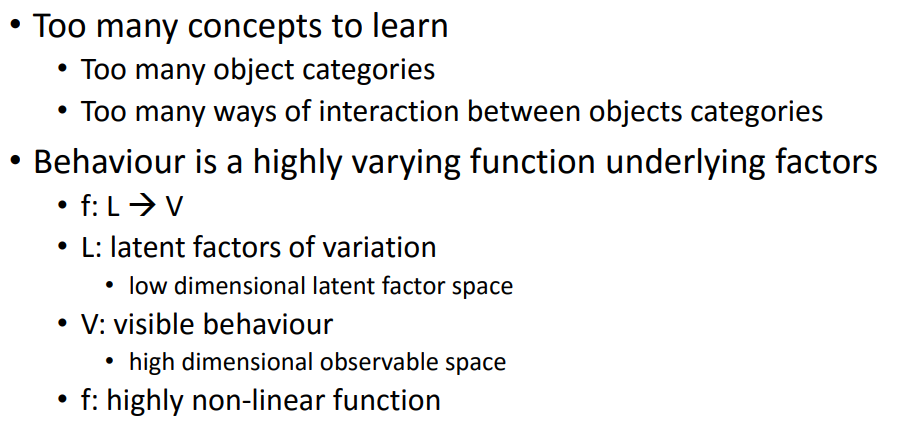 • Too many concepts to learn
• Too many object categories
• Too many ways of interaction between objects categories
• Behaviour is a highly varying function underlying factors
• f: L → V
• L: latent factors of variation
• low dimensional latent factor space
• V: visible behaviour
• high dimensional observable space
• f: highly non-linear function